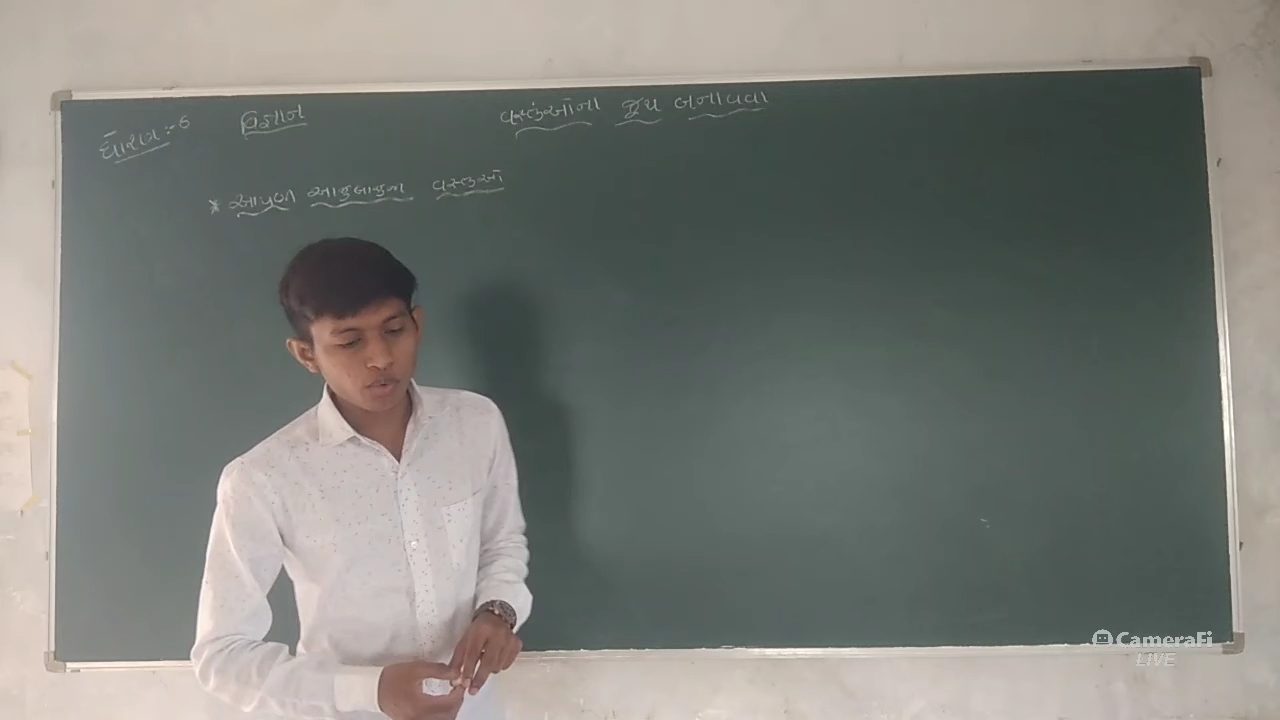 ધોરણ :- 6 વિજ્ઞાન વસ્તુઓના જૂથ બનાવવા
* આપણી આજુબાજુના વસ્તુઓ
CameraFi
LIVE